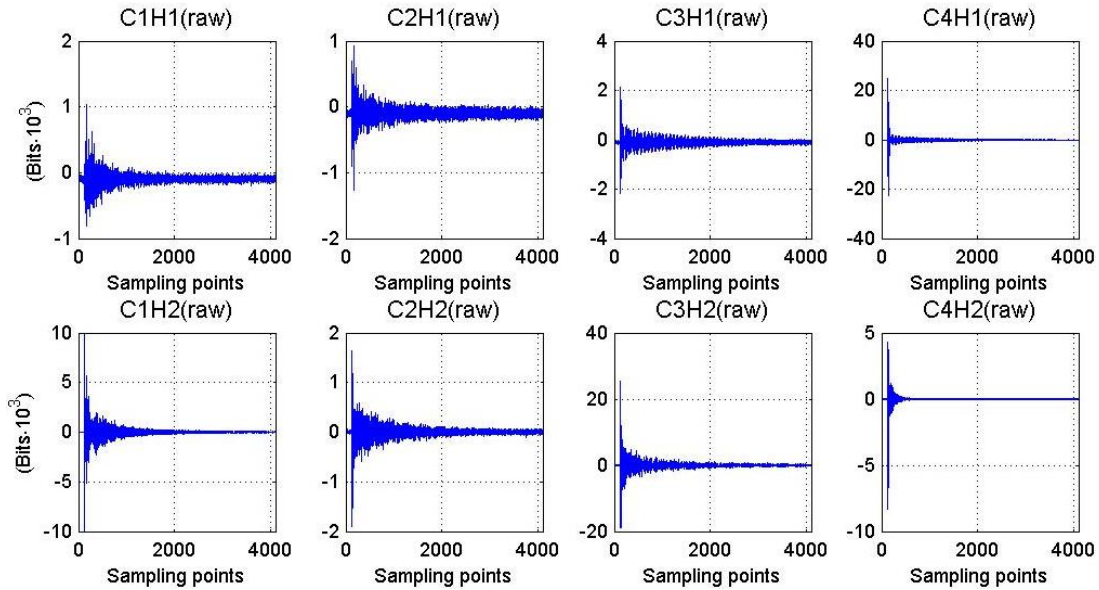 C1H1(raw)
C2H1(raw)
C3H1(raw)
C4H1(raw)
(Bits·10³)
2
1
0
-1
0 2000 4000
Sampling points
1
0
-1
-2
0 2000 4000
Sampling points
4
2
0
-2
-4
0 2000 4000
Sampling points
40
20
0
-20
-40
0 2000 4000
Sampling points
C1H2(raw)
C2H2(raw)
C3H2(raw)
C4H2(raw)
(Bits·10³)
10
5
0
-5
-10
0 2000 4000
Sampling points
2
1
0
-1
-2
0 2000 4000
Sampling points
40
20
0
-20
0 2000 4000
Sampling points
5
0
-5
-10
0 2000 4000
Sampling points